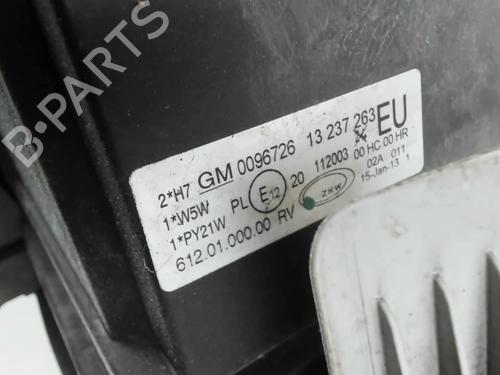 B-PARTS
2*H7 GM 0096726 13 237 263 EU
1*W5W PL E12 20 112003 00 HC 00 HR
1*PY21W ZKW 02A 011
612.01.000.00 RV 15-Jan-13 1